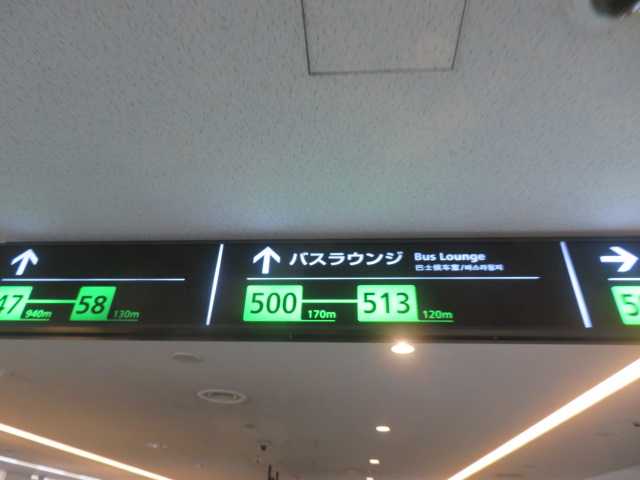 バスラウンジ Bus Lounge
巴士候车室/버스라운지
47 940m 58 130m
500 170m 513 120m